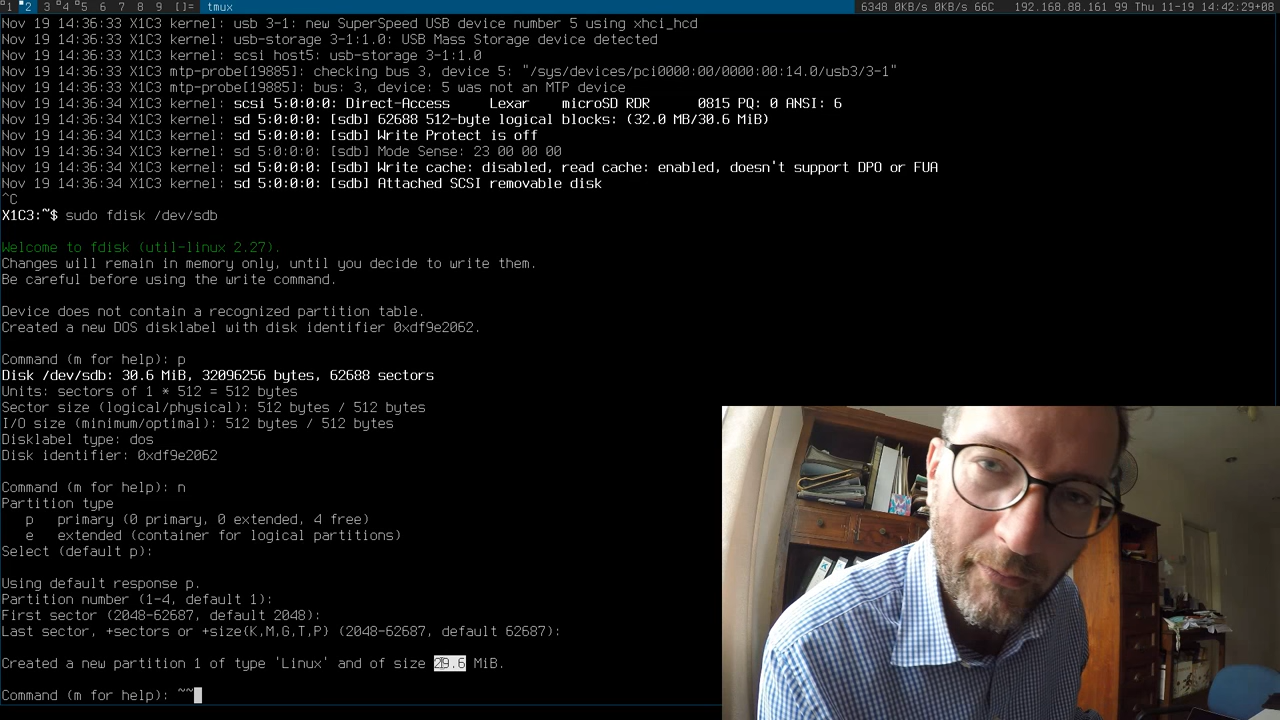 1 2 3 4 5 6 7 8 9 []= tmux 6348 0KB/s 0KB/s 66C 192.168.88.161 99 Thu 11-19 14:42:29+08
Nov 19 14:36:33 X1C3 kernel: usb 3-1: new SuperSpeed USB device number 5 using xhci_hcd
Nov 19 14:36:33 X1C3 kernel: usb-storage 3-1:1.0: USB Mass Storage device detected
Nov 19 14:36:33 X1C3 kernel: scsi host5: usb-storage 3-1:1.0
Nov 19 14:36:33 X1C3 mtp-probe[19885]: checking bus 3, device 5: "/sys/devices/pci0000:00/0000:00:14.0/usb3/3-1"
Nov 19 14:36:33 X1C3 mtp-probe[19885]: bus: 3, device: 5 was not an MTP device
Nov 19 14:36:34 X1C3 kernel: scsi 5:0:0:0: Direct-Access     Lexar    microSD RDR      0815 PQ: 0 ANSI: 6
Nov 19 14:36:34 X1C3 kernel: sd 5:0:0:0: [sdb] 62688 512-byte logical blocks: (32.0 MB/30.6 MiB)
Nov 19 14:36:34 X1C3 kernel: sd 5:0:0:0: [sdb] Write Protect is off
Nov 19 14:36:34 X1C3 kernel: sd 5:0:0:0: [sdb] Mode Sense: 23 00 00 00
Nov 19 14:36:34 X1C3 kernel: sd 5:0:0:0: [sdb] Write cache: disabled, read cache: enabled, doesn't support DPO or FUA
Nov 19 14:36:34 X1C3 kernel: sd 5:0:0:0: [sdb] Attached SCSI removable disk
^C
X1C3:~$ sudo fdisk /dev/sdb
Welcome to fdisk (util-linux 2.27).
Changes will remain in memory only, until you decide to write them.
Be careful before using the write command.
Device does not contain a recognized partition table.
Created a new DOS disklabel with disk identifier 0xdf9e2062.
Command (m for help): p
Disk /dev/sdb: 30.6 MiB, 32096256 bytes, 62688 sectors
Units: sectors of 1 * 512 = 512 bytes
Sector size (logical/physical): 512 bytes / 512 bytes
I/O size (minimum/optimal): 512 bytes / 512 bytes
Disklabel type: dos
Disk identifier: 0xdf9e2062
Command (m for help): n
Partition type
   p   primary (0 primary, 0 extended, 4 free)
   e   extended (container for logical partitions)
Select (default p):
Using default response p.
Partition number (1-4, default 1):
First sector (2048-62687, default 2048):
Last sector, +sectors or +size{K,M,G,T,P} (2048-62687, default 62687):
Created a new partition 1 of type 'Linux' and of size 29.6 MiB.
Command (m for help): ~~